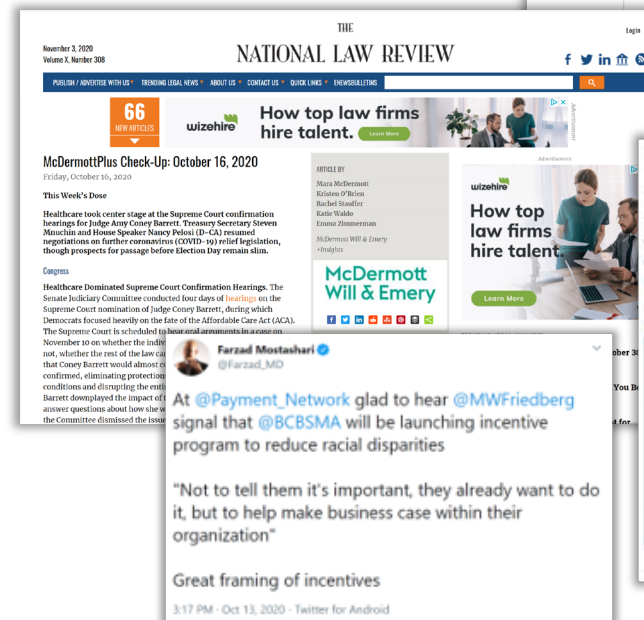 THE
Login
November 3, 2020
Volume X, Number 308
NATIONAL LAW REVIEW
PUBLISH / ADVERTISE WITH US
TRENDING LEGAL NEWS
ABOUT US
CONTACT US
QUICK LINKS
ENEWSBULLETINS
66
NEW ARTICLES
wizehire
How top law firms
hire talent.
Learn More
Advertisement
McDermottPlus Check-Up: October 16, 2020
Friday, October 16, 2020
This Week's Dose
Healthcare took center stage at the Supreme Court confirmation
hearings for Judge Amy Coney Barrett. Treasury Secretary Steven
Mnuchin and House Speaker Nancy Pelosi (D-CA) resumed
negotiations on further coronavirus (COVID-19) relief legislation,
though prospects for passage before Election Day remain slim.
Congress
Healthcare Dominated Supreme Court Confirmation Hearings. The
Senate Judiciary Committee conducted four days of hearings on the
Supreme Court nomination of Judge Coney Barrett, during which
Democrats focused heavily on the fate of the Affordable Care Act (ACA).
The Supreme Court is scheduled to hear oral arguments in a case on
November 10 on whether the indiv
not, whether the rest of the law can
that Coney Barrett would almost ce
confirmed, eliminating protections
conditions and disrupting the enti
Barrett downplayed the impact of t
answer questions about how she w
the Committee dismissed the issue
ARTICLE BY
Mara McDermott
Kristen O'Brien
Rachel Stauffer
Katie Waldo
Emma Zimmerman
McDermott Will & Emery
+Insights
McDermott
Will & Emery
Advertisement
wizehire
How top
law firms
hire talent.
Learn More
ober 30
You Be
Farzad Mostashari
@Farzad_MD
At @Payment_Network glad to hear @MWFriedberg
signal that @BCBSMA will be launching incentive
program to reduce racial disparities
"Not to tell them it's important, they already want to do
it, but to help make business case within their
organization"
Great framing of incentives
3:17 PM · Oct 13, 2020 · Twitter for Android